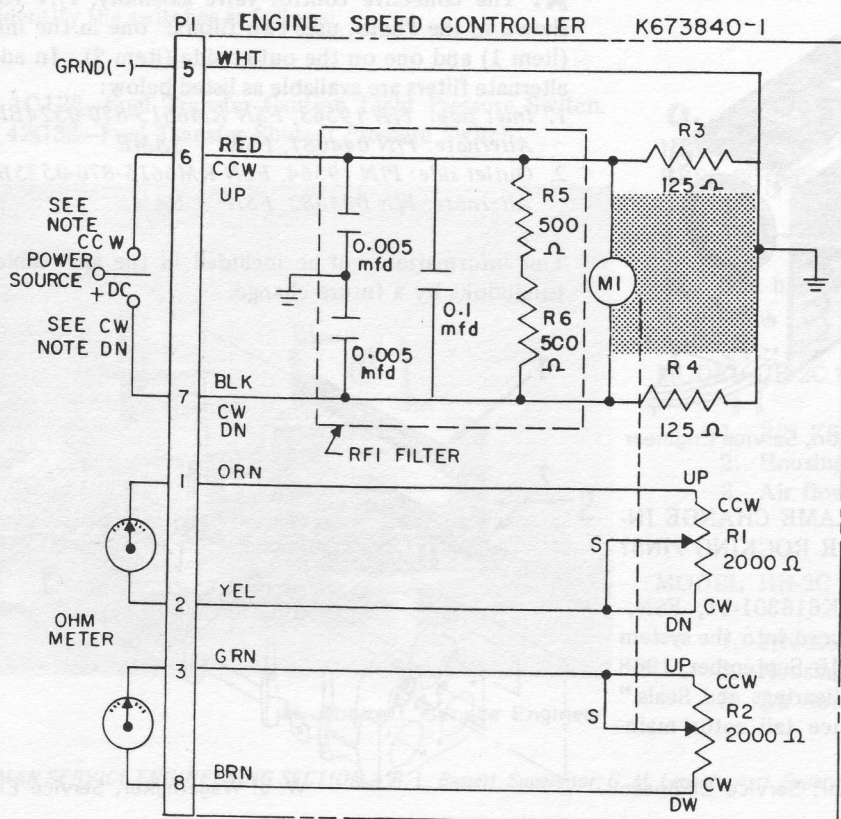 PI ENGINE SPEED CONTROLLER K673840-1
GRND(-) 5 WHT
6 RED
CCW
UP
SEE
NOTE
CCW
POWER
SOURCE
+DC
SEE CW
NOTE DN
0.005
mfd
0.005
mfd
0.1
mfd
R5
500
Ω
R6
500
Ω
R3
125 Ω
MI
R4
125 Ω
7 BLK
CW
DN
RFI FILTER
1 ORN
2 YEL
OHM
METER
3 GRN
8 BRN
UP
CCW
S
R1
2000 Ω
CW
DN
UP
CCW
S
R2
2000 Ω
CW
DW